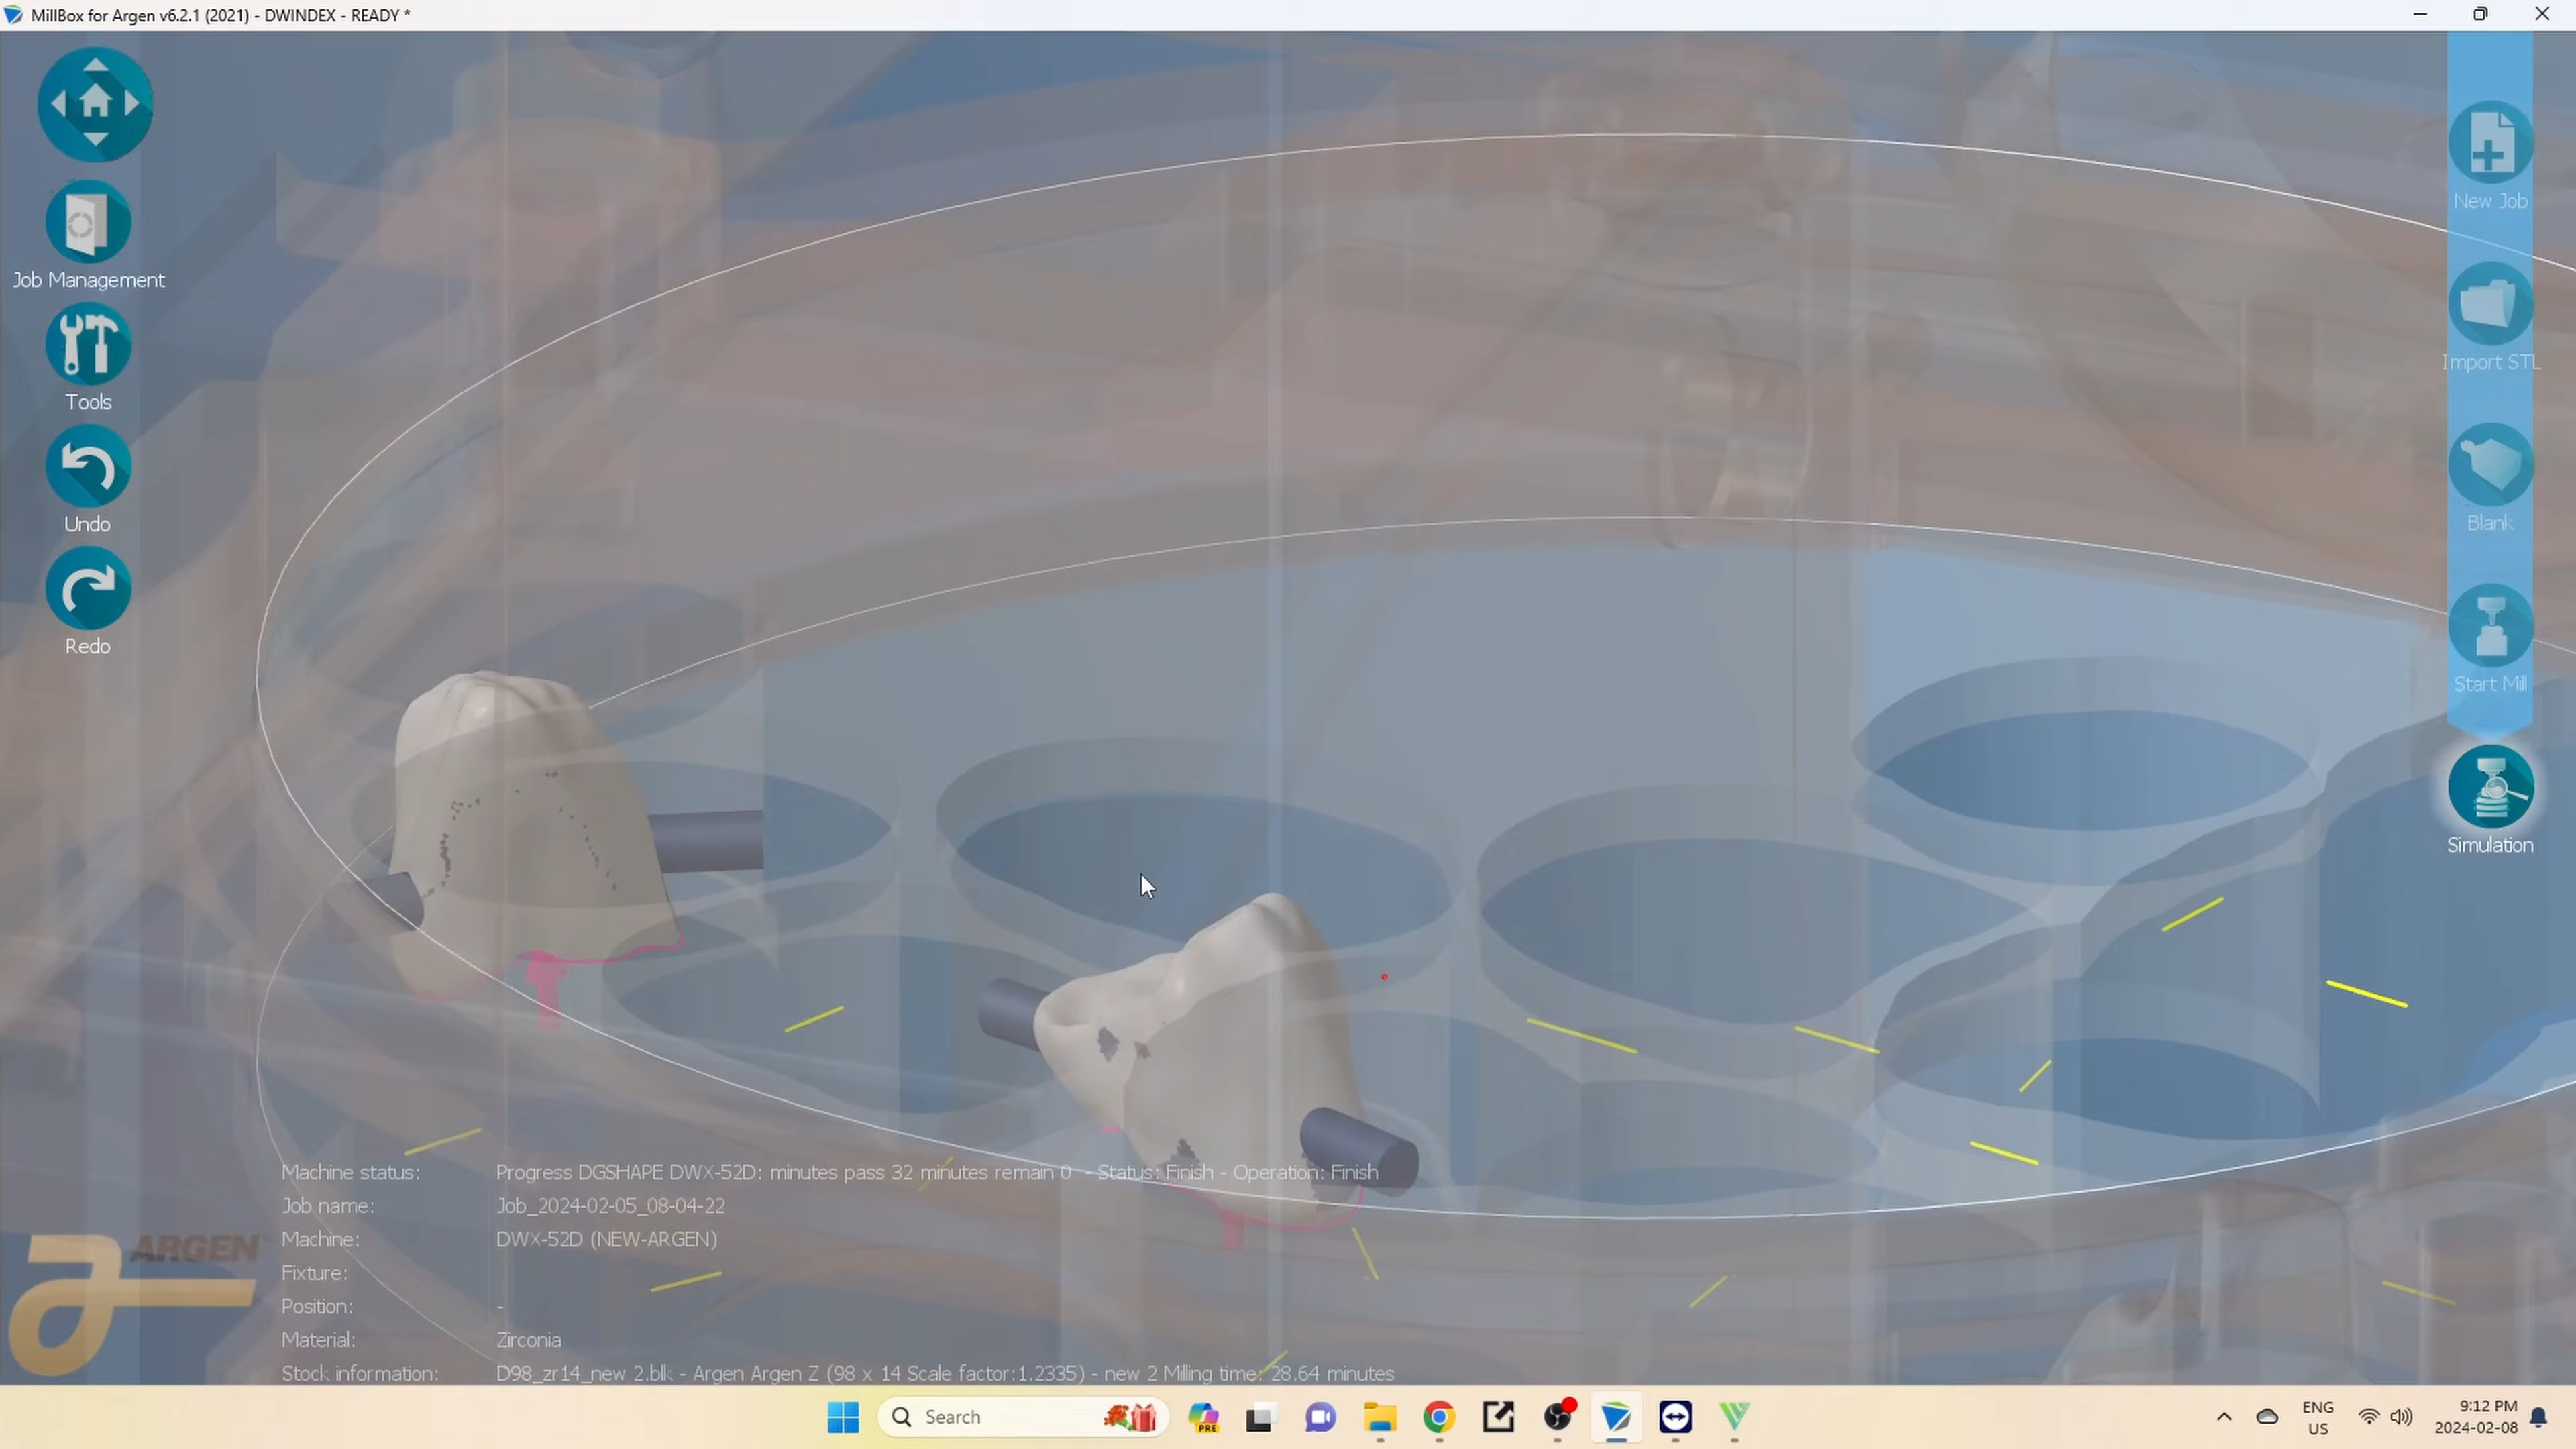 MillBox for Argen v6.2.1 (2021) - DWINDEX - READY *
Job Management
Tools
Undo
Redo
New Job
Import STL
Blank
Start Mill
Simulation
Machine status: Progress DGSHAPE DWX-52D: minutes pass 32 minutes remain 0 - Status: Finish - Operation: Finish
Job name: Job_2024-02-05_08-04-22
Machine: DWX-52D (NEW-ARGEN)
Fixture:
Position: -
Material: Zirconia
Stock information: D98_zr14_new 2.blk - Argen Argen Z (98 x 14 Scale factor:1.2335) - new 2 Milling time: 28.64 minutes
ARGEN
Search
PRE
ENG
US
9:12 PM
2024-02-08